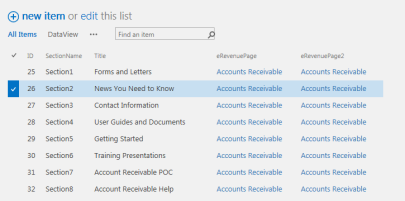 new item or edit this list
All Items DataView ••• Find an item
ID SectionName Title eRevenuePage eRevenuePage2
25 Section1 Forms and Letters Accounts Receivable Accounts Receivable
26 Section2 News You Need to Know Accounts Receivable Accounts Receivable
27 Section3 Contact Information Accounts Receivable Accounts Receivable
28 Section4 User Guides and Documents Accounts Receivable Accounts Receivable
29 Section5 Getting Started Accounts Receivable Accounts Receivable
30 Section6 Training Presentations Accounts Receivable Accounts Receivable
31 Section7 Account Receivable POC Accounts Receivable Accounts Receivable
32 Section8 Account Receivable Help Accounts Receivable Accounts Receivable